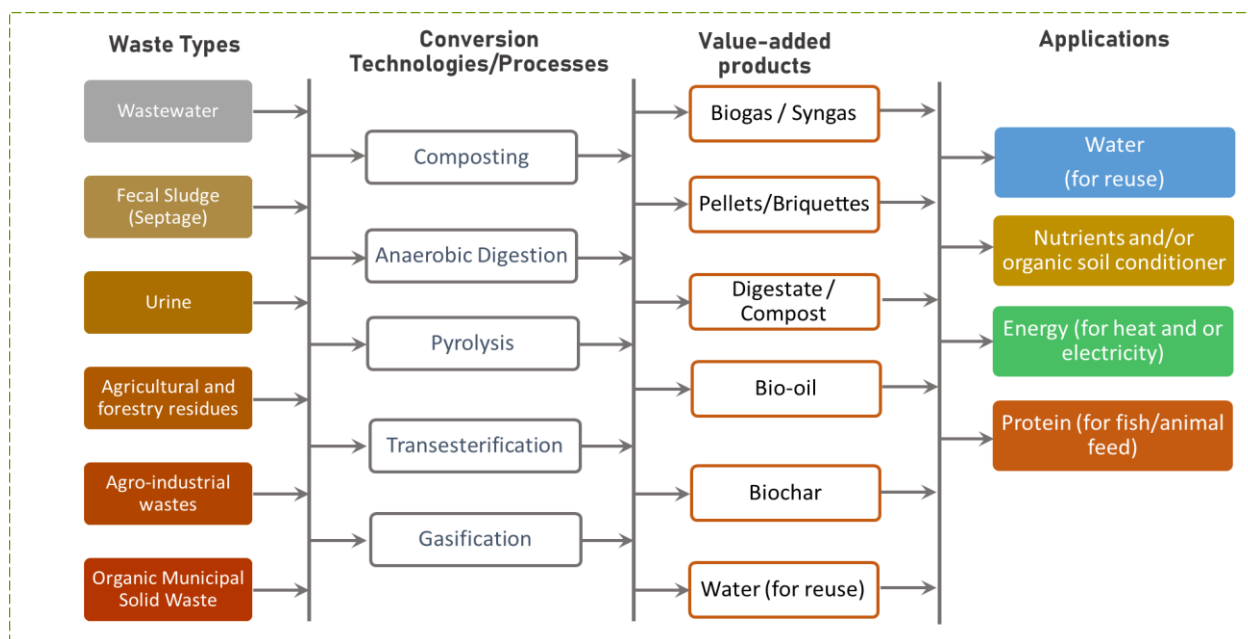 Waste Types
Conversion
Technologies/Processes
Value-added
products
Applications
Wastewater
Fecal Sludge
(Septage)
Urine
Agricultural and
forestry residues
Agro-industrial
wastes
Organic Municipal
Solid Waste
Composting
Anaerobic Digestion
Pyrolysis
Transesterification
Gasification
Biogas / Syngas
Pellets/Briquettes
Digestate /
Compost
Bio-oil
Biochar
Water (for reuse)
Water
(for reuse)
Nutrients and/or
organic soil conditioner
Energy (for heat and or
electricity)
Protein (for fish/animal
feed)